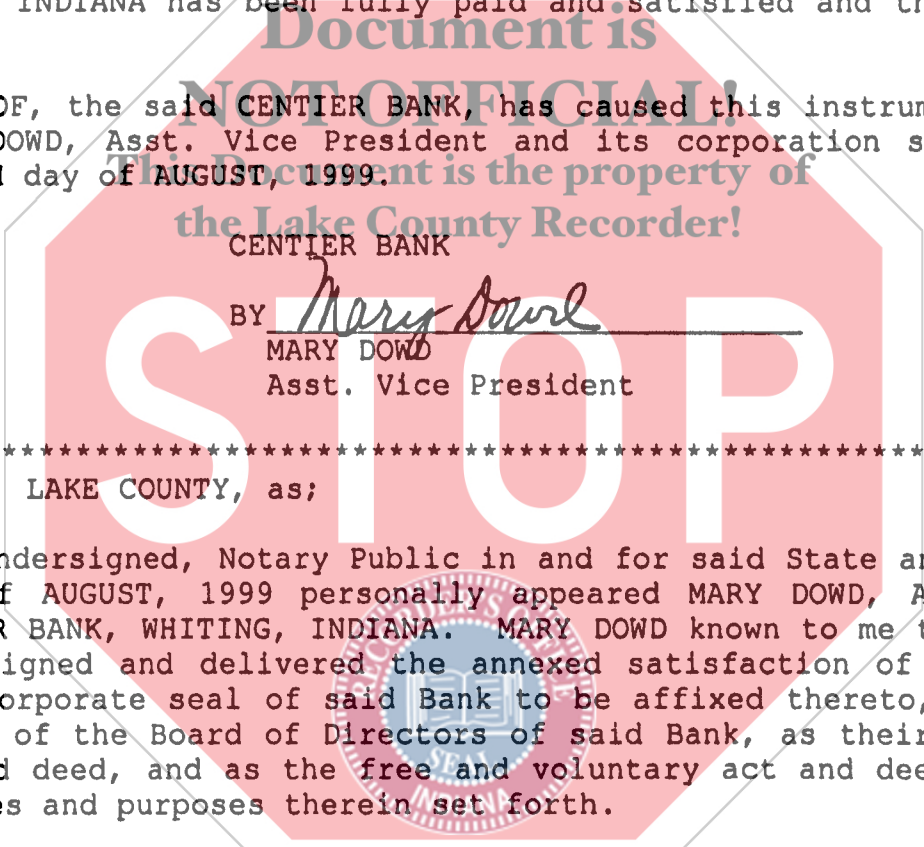 INDIANA has been fully paid and satisfied and th
Document is
NOT OFFICIAL!
OF, the said CENTIER BANK, has caused this instrum
DOWD, Asst. Vice President and its corporation s
day of AUGUST, 1999.
This Document is the property of
the Lake County Recorder!
CENTIER BANK
BY Mary Dowd
MARY DOWD
Asst. Vice President
STOP
***************************************************
LAKE COUNTY, as;
ndersigned, Notary Public in and for said State an
f AUGUST, 1999 personally appeared MARY DOWD, A
R BANK, WHITING, INDIANA. MARY DOWD known to me t
igned and delivered the annexed satisfaction of
orporate seal of said Bank to be affixed thereto,
of the Board of Directors of said Bank, as their
d deed, and as the free and voluntary act and dee
es and purposes therein set forth.
RECORDER'S OFFICE
SEAL
INDIANA